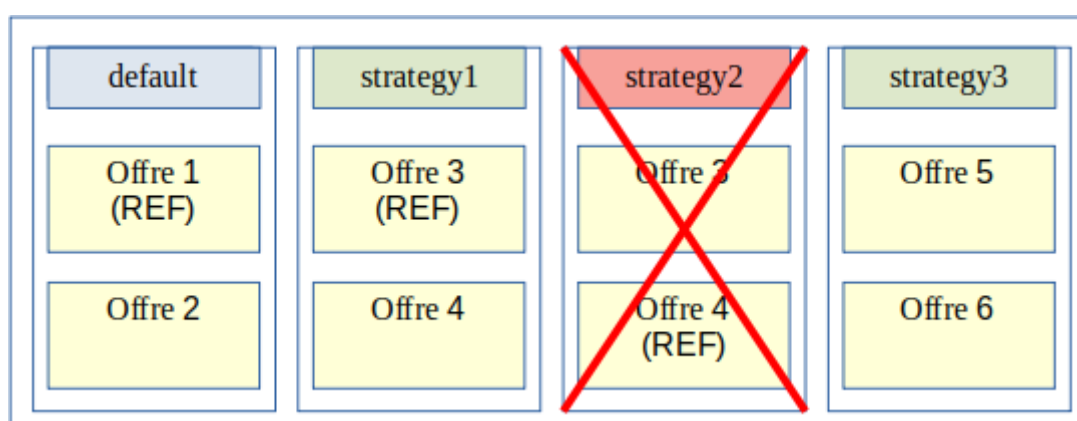 default
Offre 1
(REF)
Offre 2
strategy1
Offre 3
(REF)
Offre 4
strategy2
Offre 3
Offre 4
(REF)
strategy3
Offre 5
Offre 6